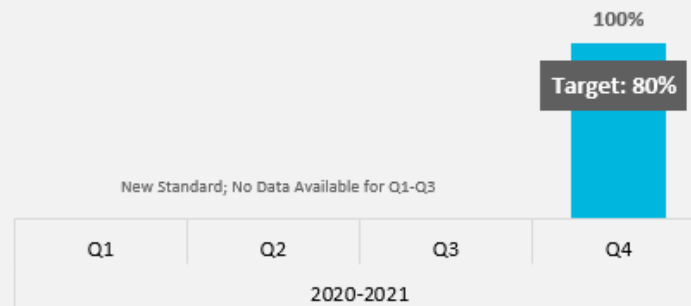 100%
Target: 80%
New Standard; No Data Available for Q1-Q3
Q1 Q2 Q3 Q4
2020-2021